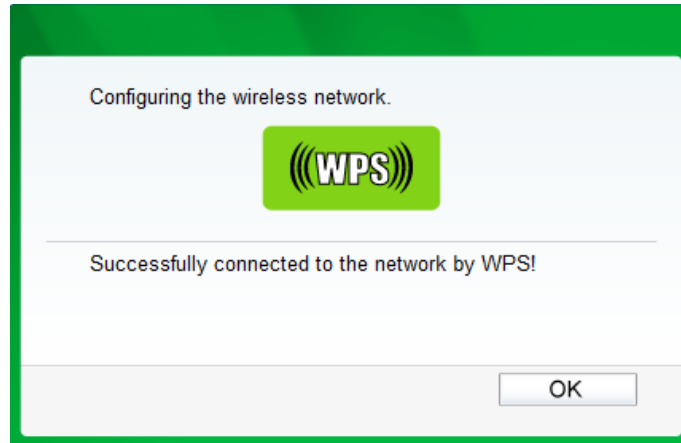 Configuring the wireless network.
WPS
Successfully connected to the network by WPS!
OK